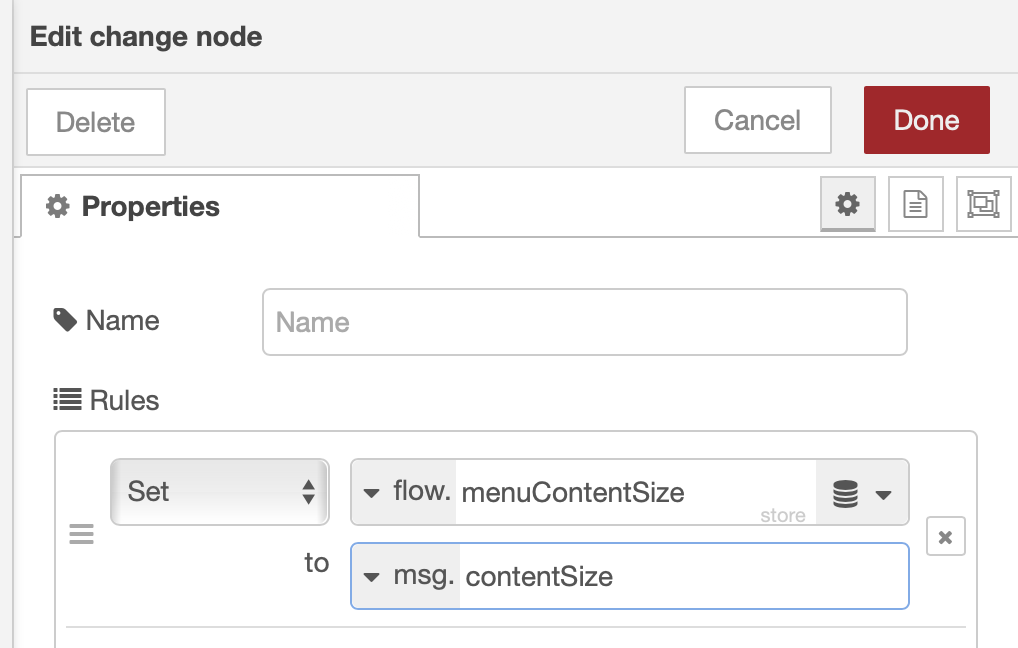 Edit change node
Delete Cancel Done
Properties
Name Name
Rules
Set flow. menuContentSize store
to msg. contentSize